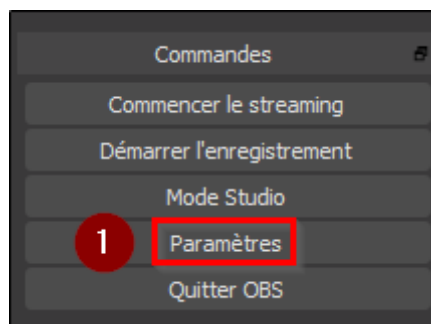 Commandes
Commencer le streaming
Démarrer l'enregistrement
Mode Studio
1 Paramètres
Quitter OBS